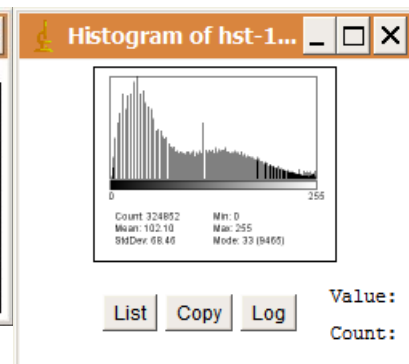 Histogram of hst-1...
0 255
Count: 324852 Min: 0
Mean: 102.10 Max: 255
StdDev: 68.46 Mode: 33 (9465)
List Copy Log
Value:
Count: